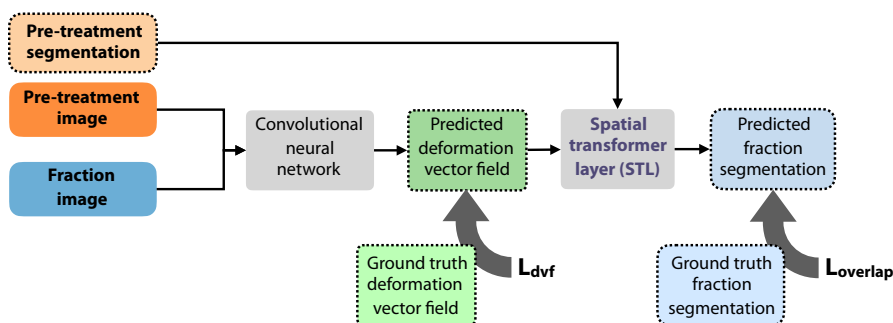 Pre-treatment
segmentation
Pre-treatment
image
Fraction
image
Convolutional
neural
network
Predicted
deformation
vector field
Spatial
transformer
layer (STL)
Predicted
fraction
segmentation
Ground truth
deformation
vector field
Ldvf
Ground truth
fraction
segmentation
Loverlap